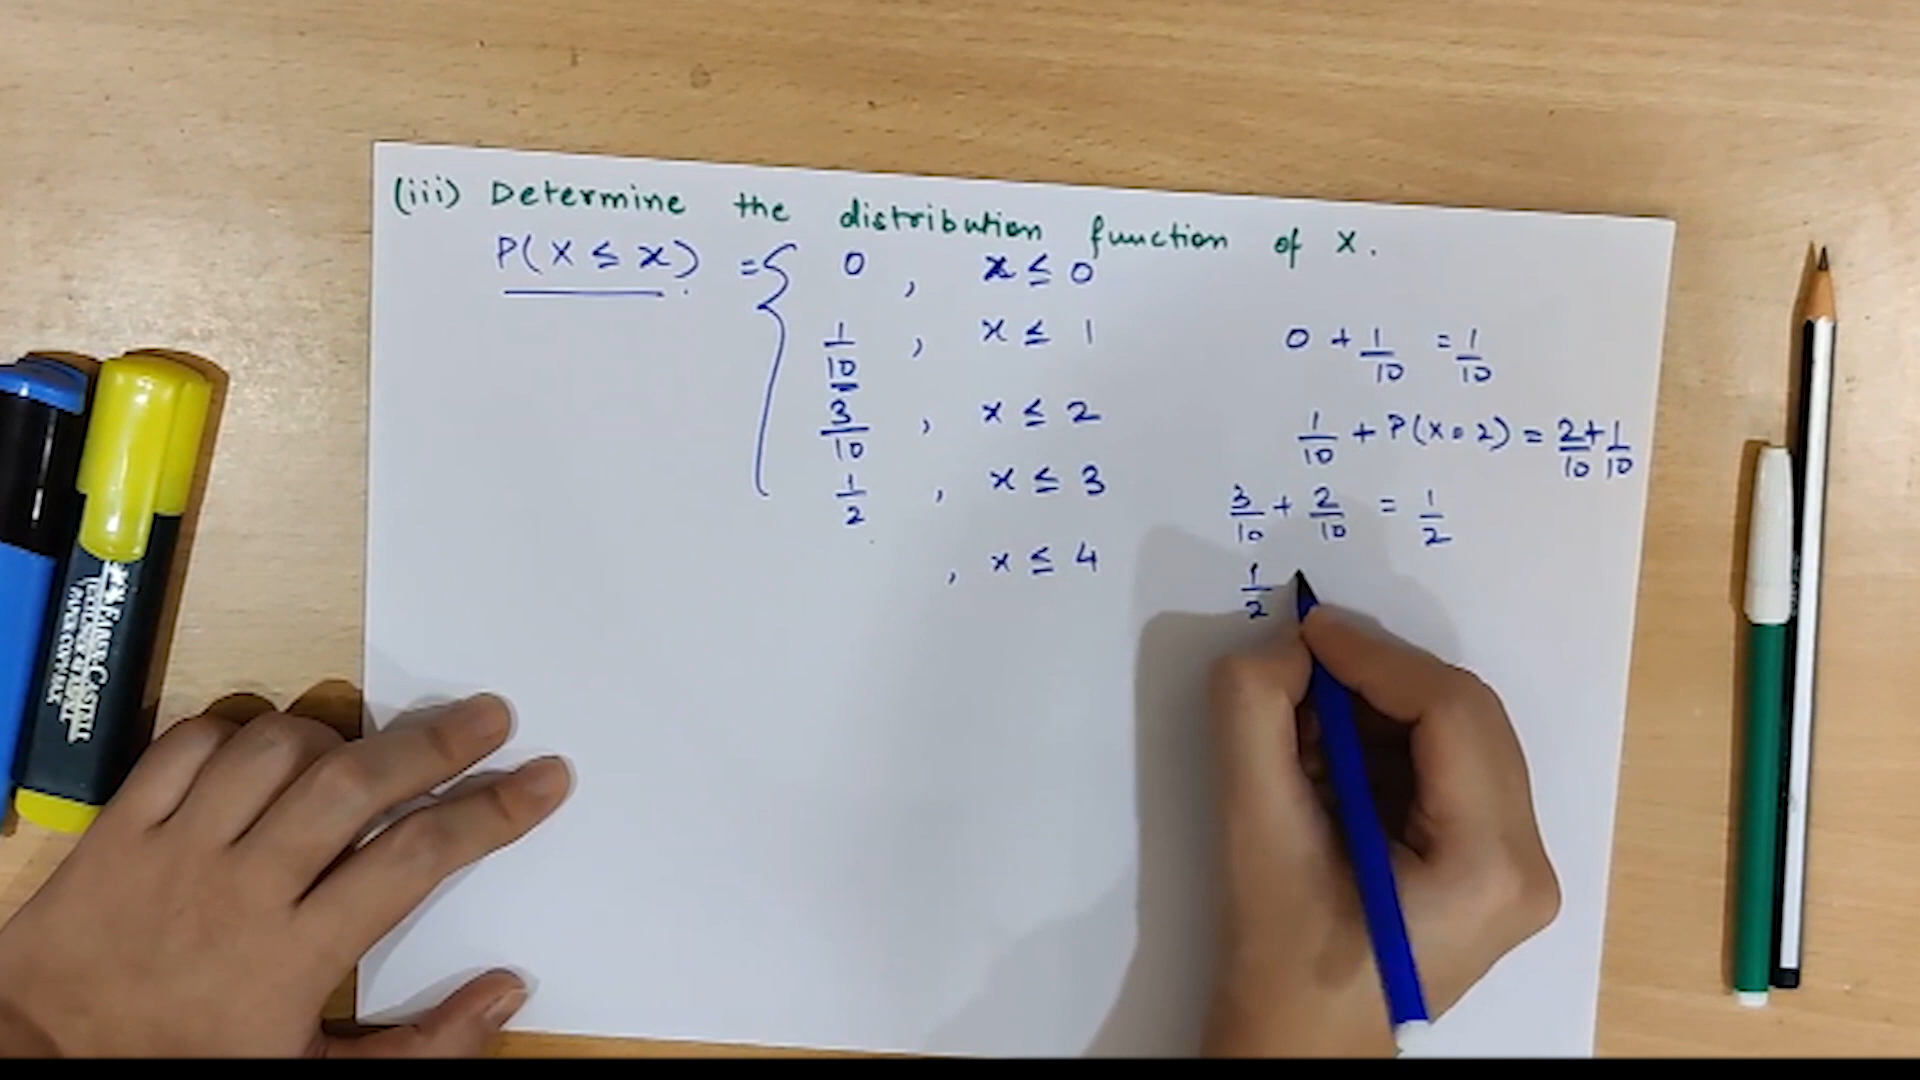 (iii) Determine the distribution function of X.
P(X ≤ x) = { 0 , x ≤ 0
1/10 , x ≤ 1
0 + 1/10 = 1/10
3/10 , x ≤ 2
1/10 + P(X=2) = 2/10 + 1/10
1/2 , x ≤ 3
3/10 + 2/10 = 1/2
, x ≤ 4
1/2
FABER-CASTELL